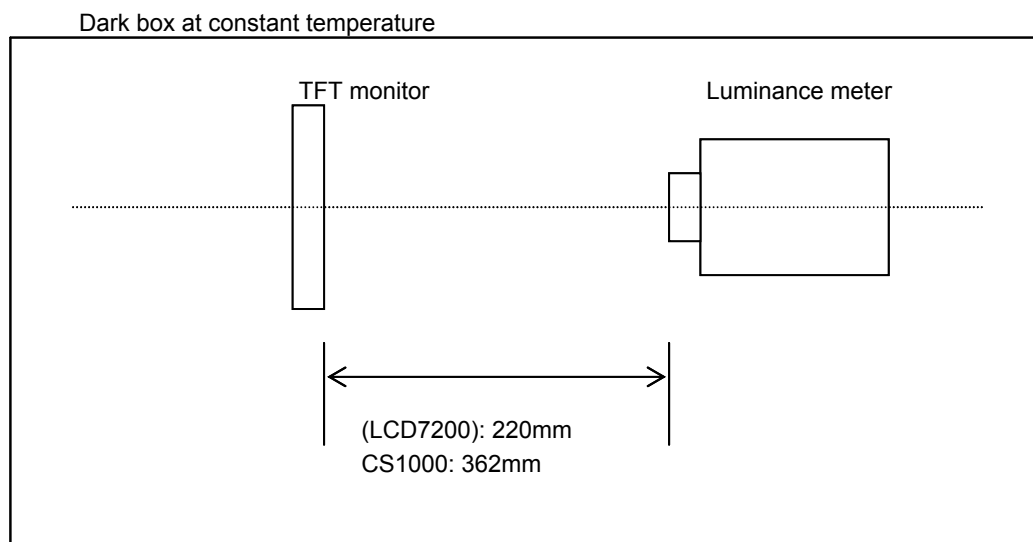 Dark box at constant temperature
TFT monitor
Luminance meter
(LCD7200): 220mm
CS1000: 362mm